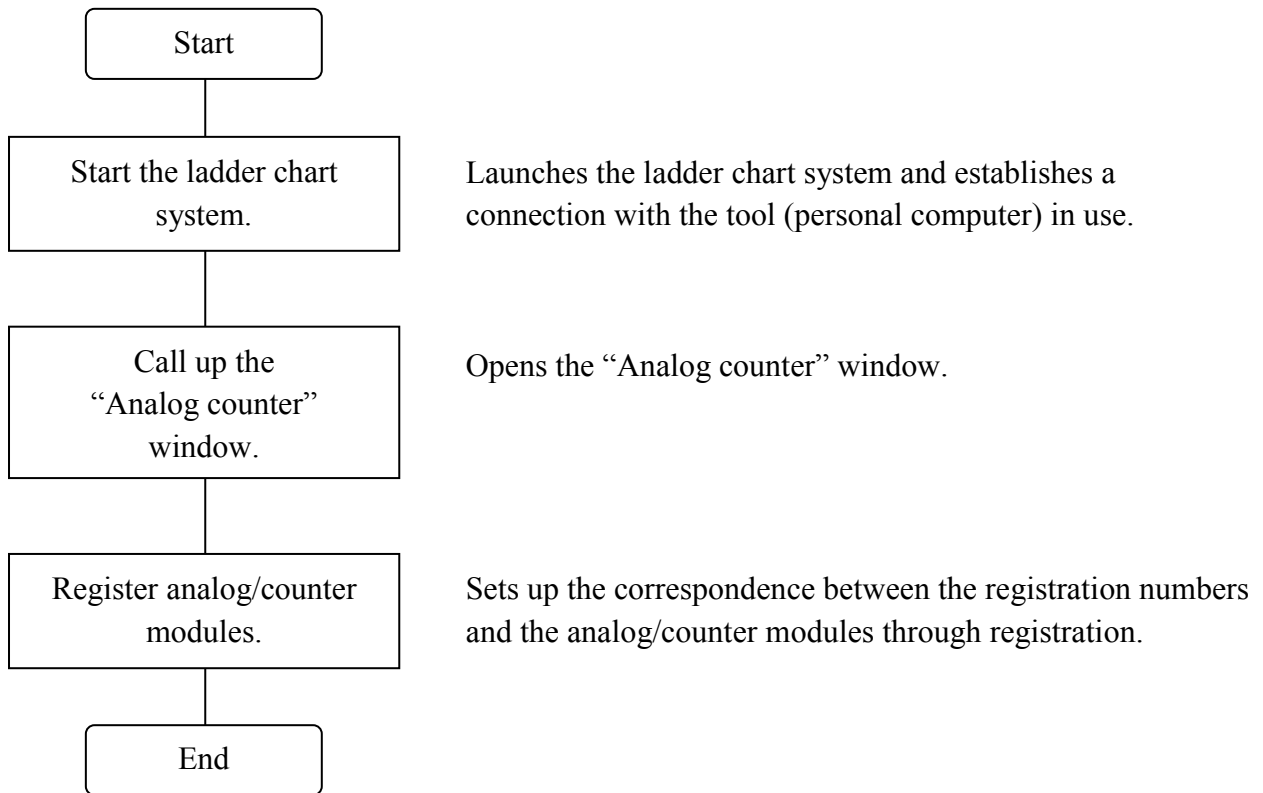 Start
Start the ladder chart
system.
Launches the ladder chart system and establishes a
connection with the tool (personal computer) in use.
Call up the
“Analog counter”
window.
Opens the “Analog counter” window.
Register analog/counter
modules.
Sets up the correspondence between the registration numbers
and the analog/counter modules through registration.
End